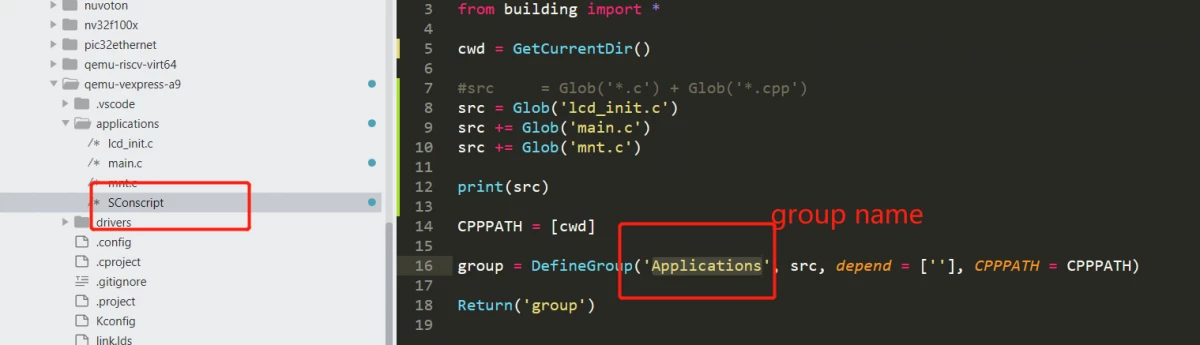 nuvoton
nv32f100x
pic32ethernet
qemu-riscv-virt64
qemu-vexpress-a9
.vscode
applications
/* lcd_init.c
/* main.c
/* mnt.c
/* SConscript
drivers
.config
.cproject
.gitignore
.project
Kconfig
link.lds
3 from building import *
4
5 cwd = GetCurrentDir()
6
7 #src     = Glob('*.c') + Glob('*.cpp')
8 src = Glob('lcd_init.c')
9 src += Glob('main.c')
10 src += Glob('mnt.c')
11
12 print(src)
13
14 CPPPATH = [cwd]
15
16 group = DefineGroup('Applications', src, depend = [''], CPPPATH = CPPPATH)
17
18 Return('group')
19
group name